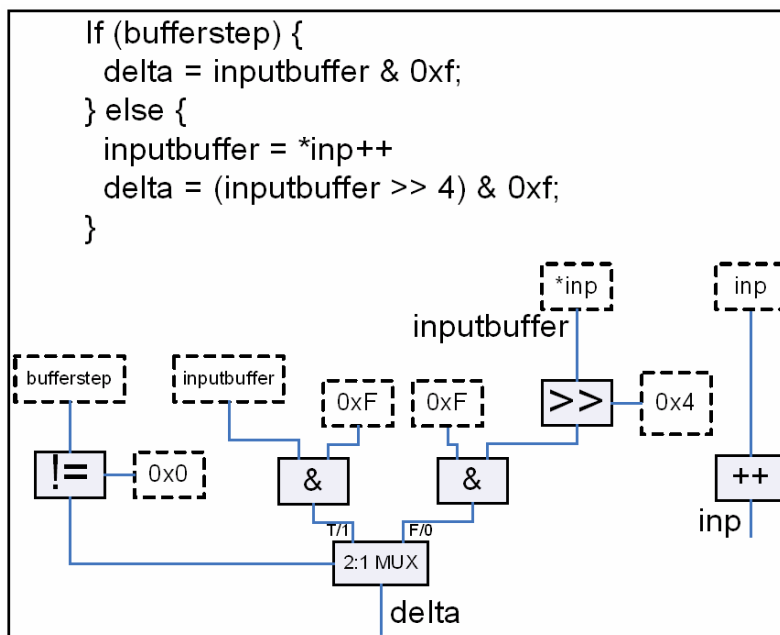 If (bufferstep) {
delta = inputbuffer & 0xf;
} else {
inputbuffer = *inp++
delta = (inputbuffer >> 4) & 0xf;
}
*inp
inp
inputbuffer
bufferstep
inputbuffer
0xF
0xF
>>
0x4
!=
0x0
&
&
++
inp
T/1
F/0
2:1 MUX
delta